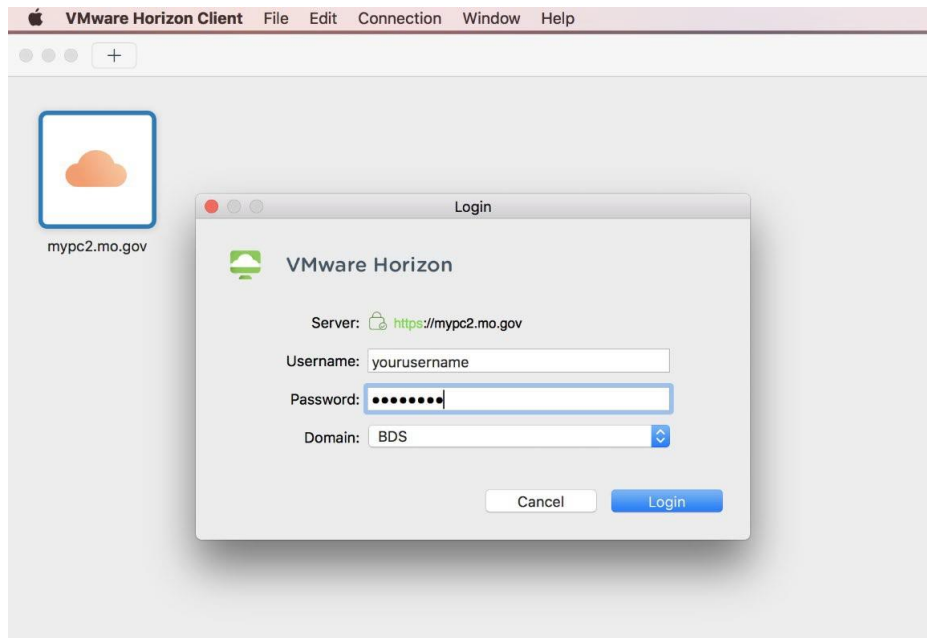 VMware Horizon Client File Edit Connection Window Help
+
mypc2.mo.gov
Login
VMware Horizon
Server: https://mypc2.mo.gov
Username: yourusername
Password: ••••••••
Domain: BDS
Cancel Login